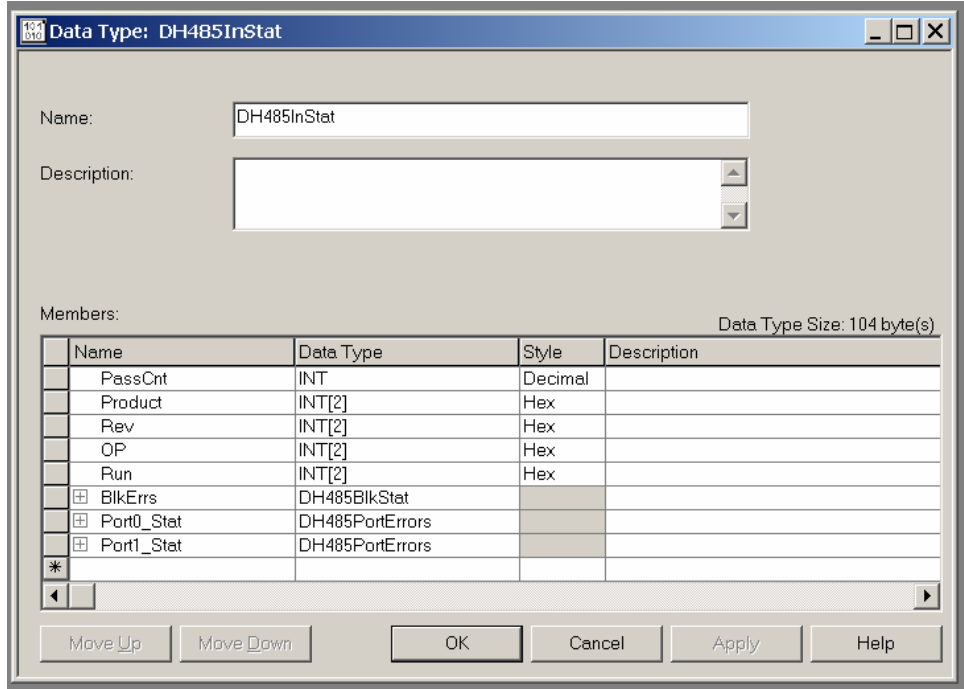 Data Type: DH485InStat
Name: DH485InStat
Description:
Members:
Data Type Size: 104 byte(s)
Name Data Type Style Description
PassCnt INT Decimal
Product INT[2] Hex
Rev INT[2] Hex
OP INT[2] Hex
Run INT[2] Hex
BlkErrs DH485BlkStat
Port0_Stat DH485PortErrors
Port1_Stat DH485PortErrors
Move Up Move Down OK Cancel Apply Help